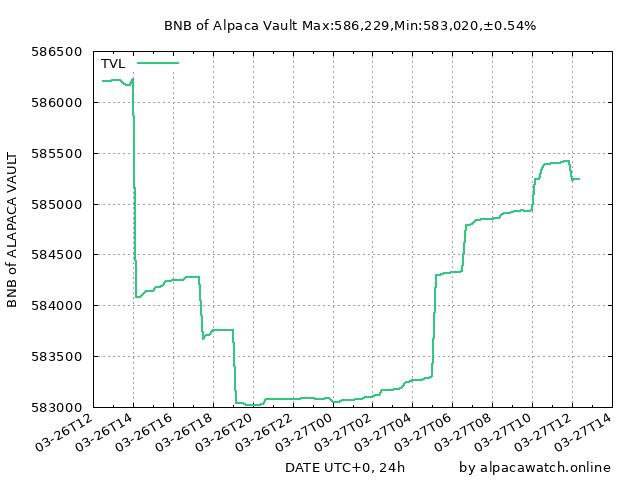 BNB of Alpaca Vault Max:586,229,Min:583,020,±0.54%
TVL
586500
586000
585500
585000
584500
584000
583500
583000
BNB of ALAPACA VAULT
03-26T12
03-26T14
03-26T16
03-26T18
03-26T20
03-26T22
03-27T00
03-27T02
03-27T04
03-27T06
03-27T08
03-27T10
03-27T12
03-27T14
DATE UTC+0, 24h
by alpacawatch.online